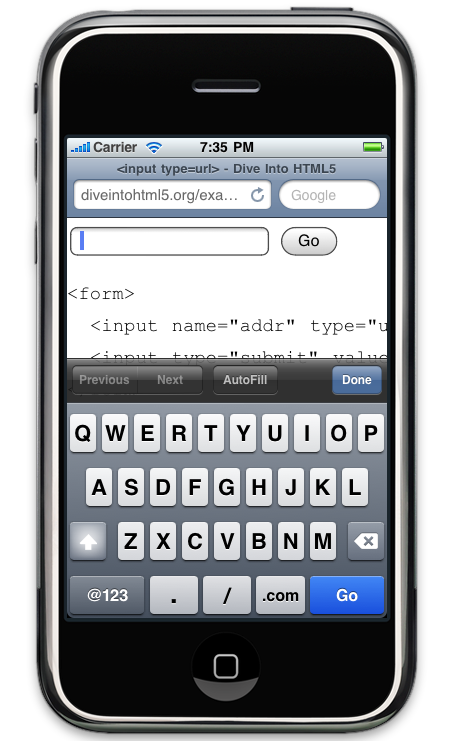 Carrier 7:35 PM
<input type=url> - Dive Into HTML5
diveintohtml5.org/exa... Google
Go
<form>
<input name="addr" type="u
<input type="submit" value
Previous Next AutoFill Done
Q W E R T Y U I O P
A S D F G H J K L
Z X C V B N M
@123 . / .com Go